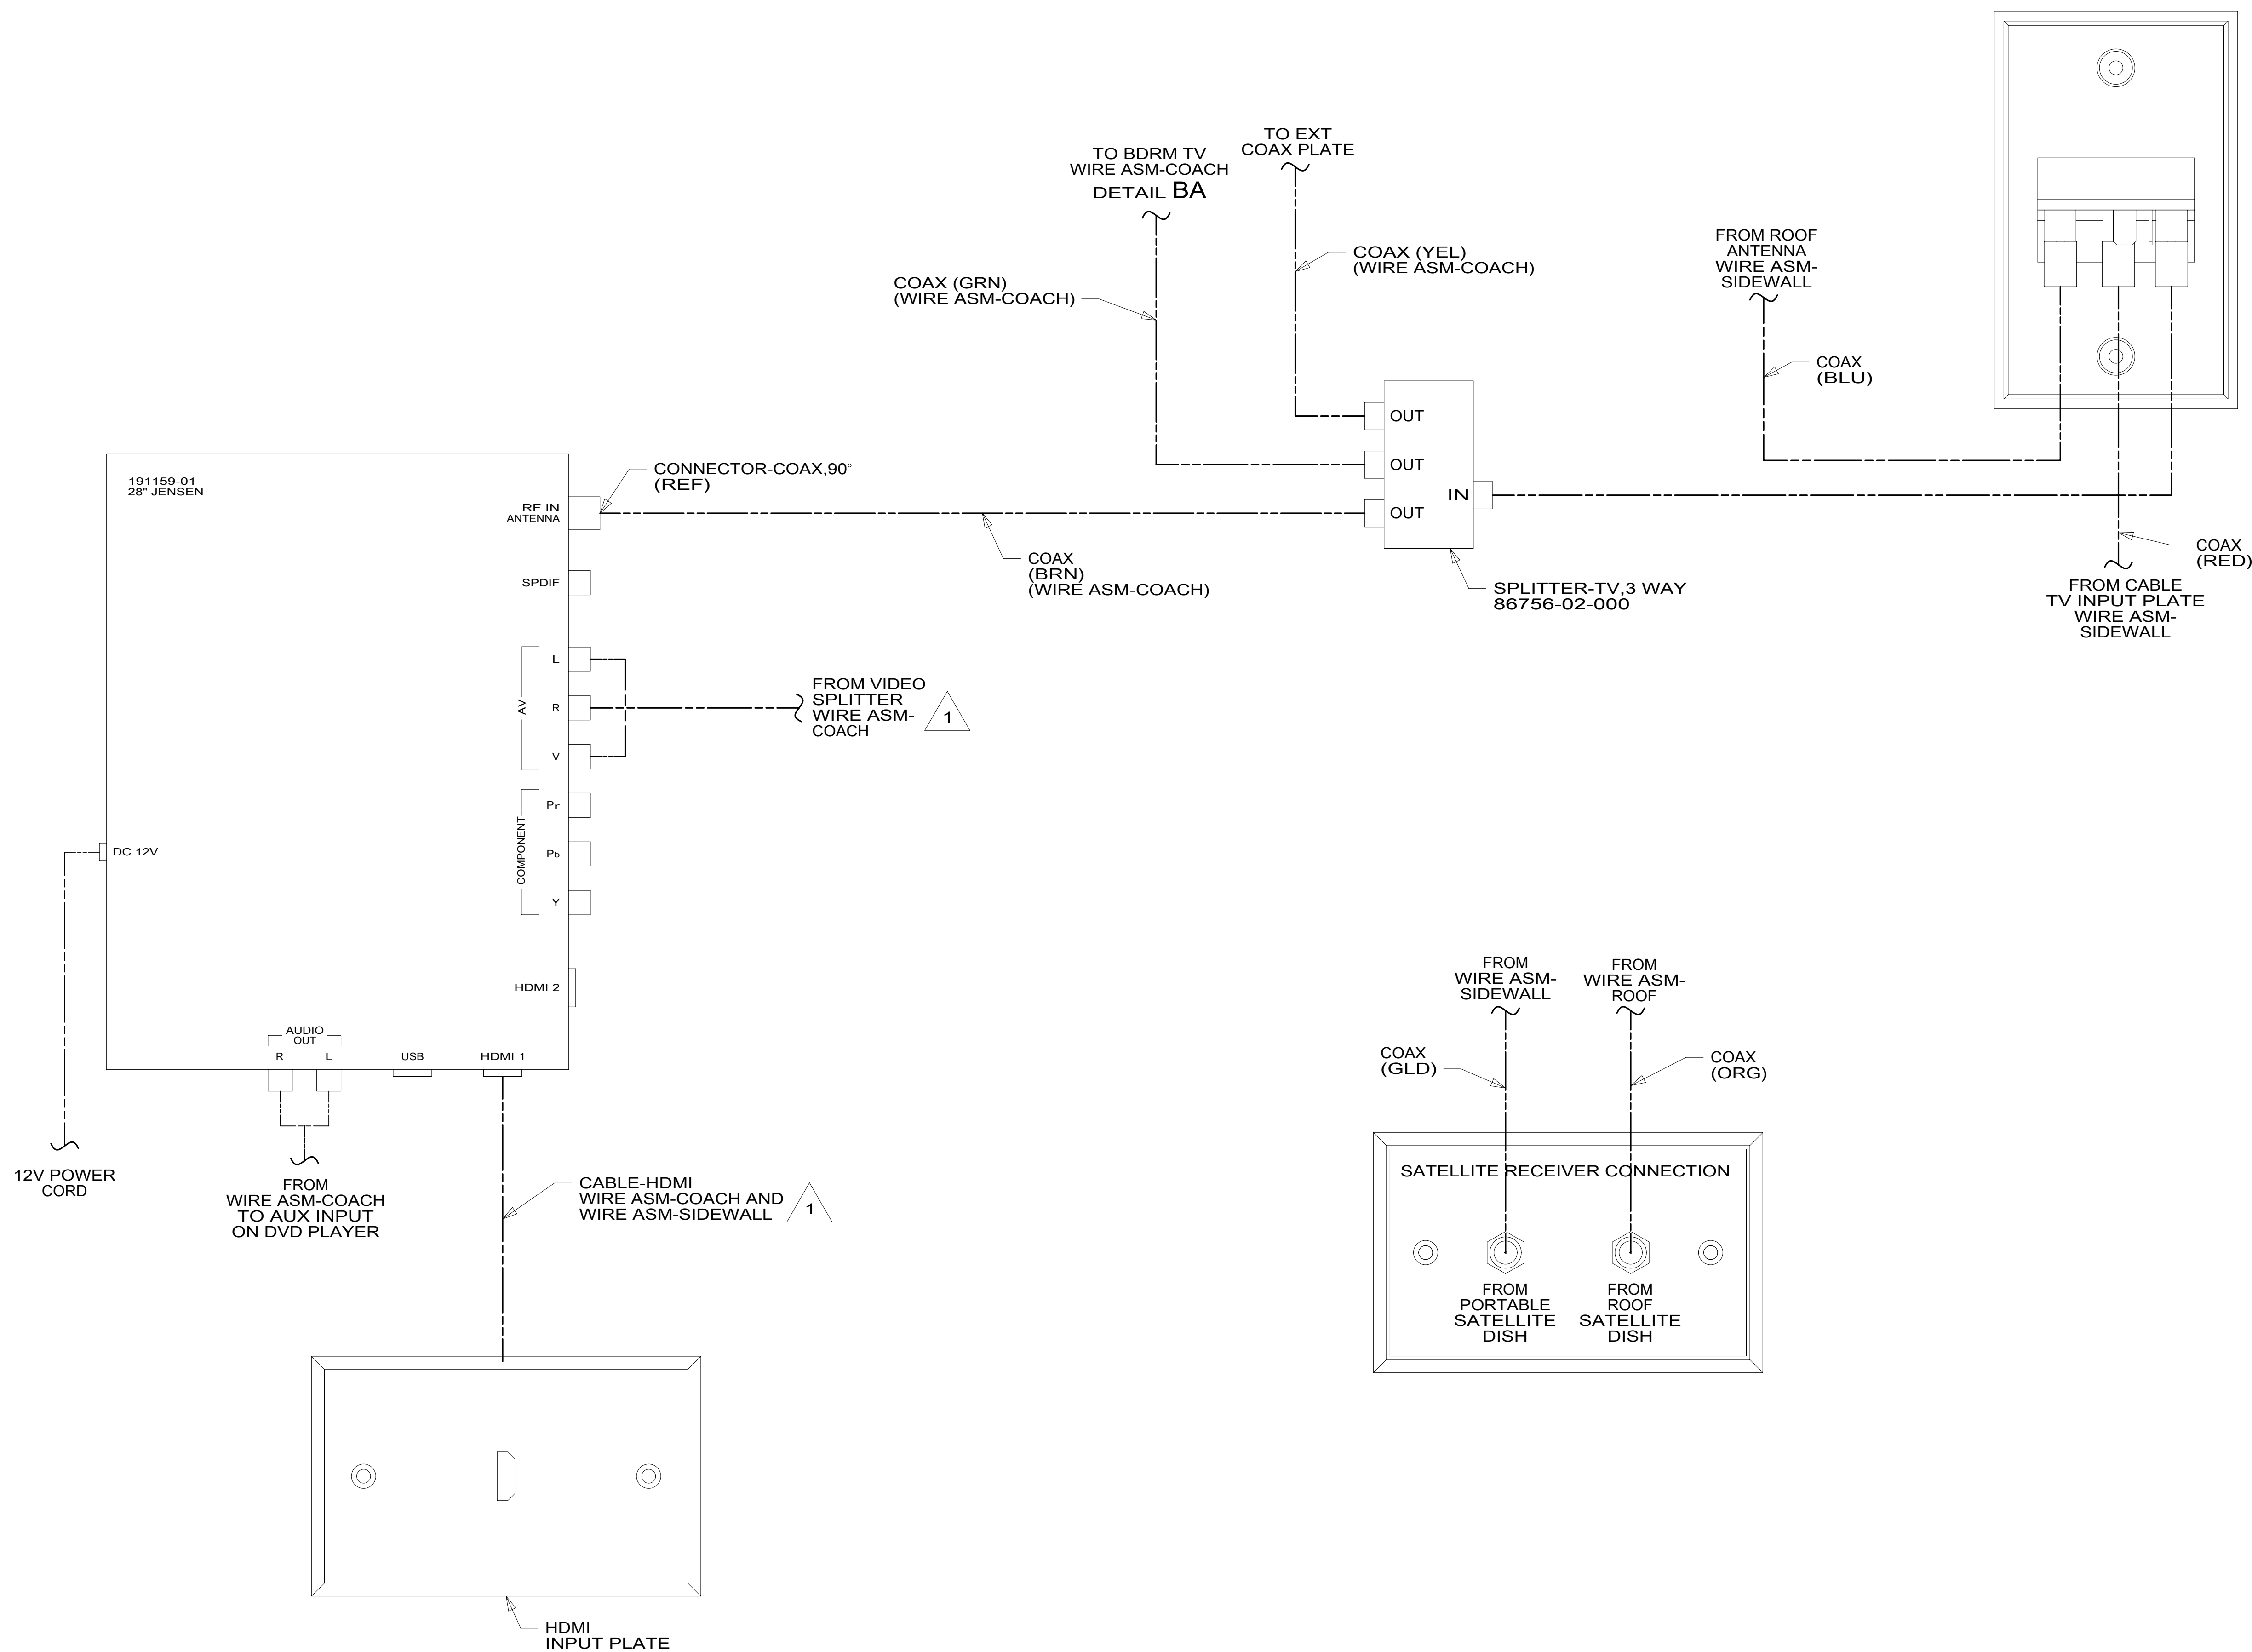 TO EXT
COAX PLATE
TO BDRM TV
WIRE ASM-COACH
DETAIL BA
COAX (YEL)
(WIRE ASM-COACH)
COAX (GRN)
(WIRE ASM-COACH)
FROM ROOF
ANTENNA
WIRE ASM-
SIDEWALL
COAX
(BLU)
OUT
OUT
OUT
IN
SPLITTER-TV,3 WAY
86756-02-000
COAX
(RED)
FROM CABLE
TV INPUT PLATE
WIRE ASM-
SIDEWALL
CONNECTOR-COAX,90°
(REF)
COAX
(BRN)
(WIRE ASM-COACH)
191159-01
28" JENSEN
RF IN
ANTENNA
SPDIF
AV
L
R
V
FROM VIDEO
SPLITTER
WIRE ASM-
COACH
1
COMPONENT
Pr
Pb
Y
DC 12V
HDMI 2
AUDIO
OUT
R
L
USB
HDMI 1
12V POWER
CORD
FROM
WIRE ASM-COACH
TO AUX INPUT
ON DVD PLAYER
CABLE-HDMI
WIRE ASM-COACH AND
WIRE ASM-SIDEWALL
1
HDMI
INPUT PLATE
FROM
WIRE ASM-
SIDEWALL
FROM
WIRE ASM-
ROOF
COAX
(GLD)
COAX
(ORG)
SATELLITE RECEIVER CONNECTION
FROM
PORTABLE
SATELLITE
DISH
FROM
ROOF
SATELLITE
DISH